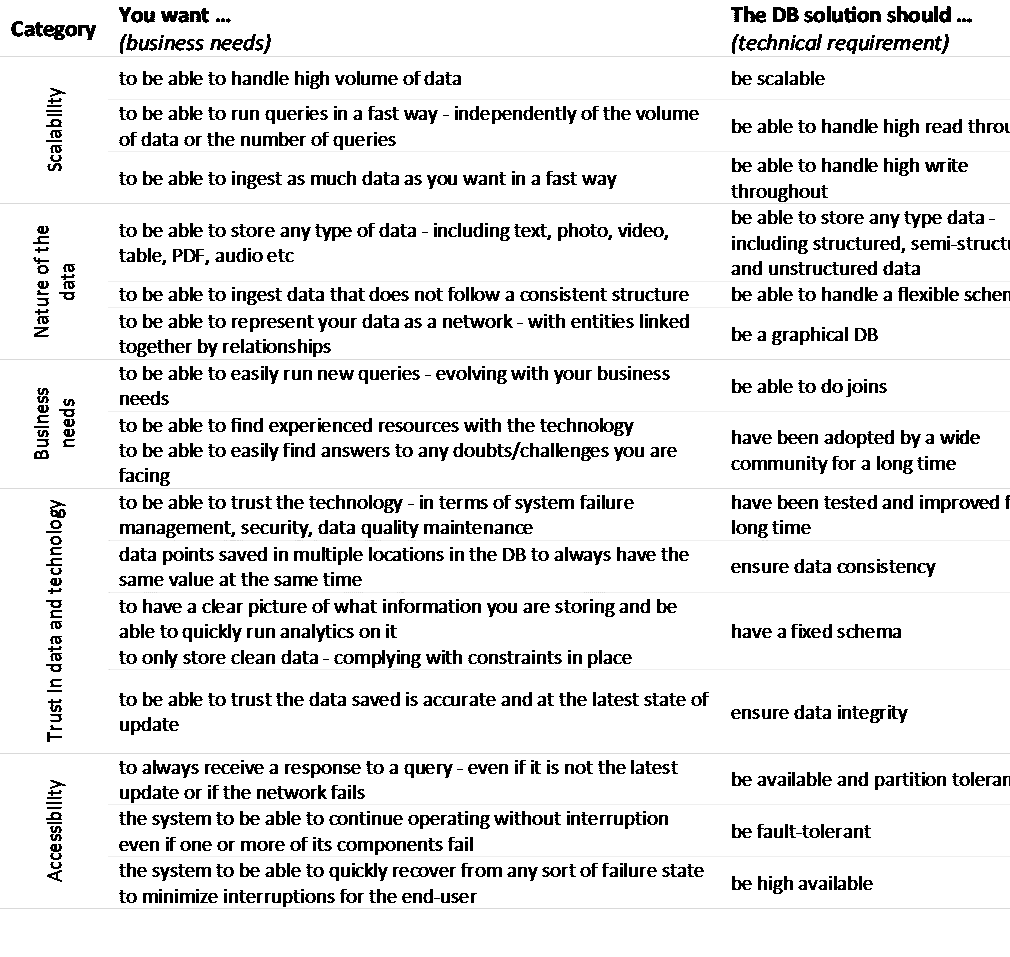 Category
You want ...
(business needs)
The DB solution should ...
(technical requirement)
Scalability
to be able to handle high volume of data
be scalable
to be able to run queries in a fast way - independently of the volume
of data or the number of queries
be able to handle high read throu
to be able to ingest as much data as you want in a fast way
be able to handle high write
throughout
Nature of the
data
to be able to store any type of data - including text, photo, video,
table, PDF, audio etc
be able to store any type data -
including structured, semi-structu
and unstructured data
to be able to ingest data that does not follow a consistent structure
be able to handle a flexible schem
to be able to represent your data as a network - with entities linked
together by relationships
be a graphical DB
Business
needs
to be able to easily run new queries - evolving with your business
needs
be able to do joins
to be able to find experienced resources with the technology
to be able to easily find answers to any doubts/challenges you are
facing
have been adopted by a wide
community for a long time
Trust in data and technology
to be able to trust the technology - in terms of system failure
management, security, data quality maintenance
have been tested and improved f
long time
data points saved in multiple locations in the DB to always have the
same value at the same time
ensure data consistency
to have a clear picture of what information you are storing and be
able to quickly run analytics on it
to only store clean data - complying with constraints in place
have a fixed schema
to be able to trust the data saved is accurate and at the latest state of
update
ensure data integrity
Accessibility
to always receive a response to a query - even if it is not the latest
update or if the network fails
be available and partition toleran
the system to be able to continue operating without interruption
even if one or more of its components fail
be fault-tolerant
the system to be able to quickly recover from any sort of failure state
to minimize interruptions for the end-user
be high available